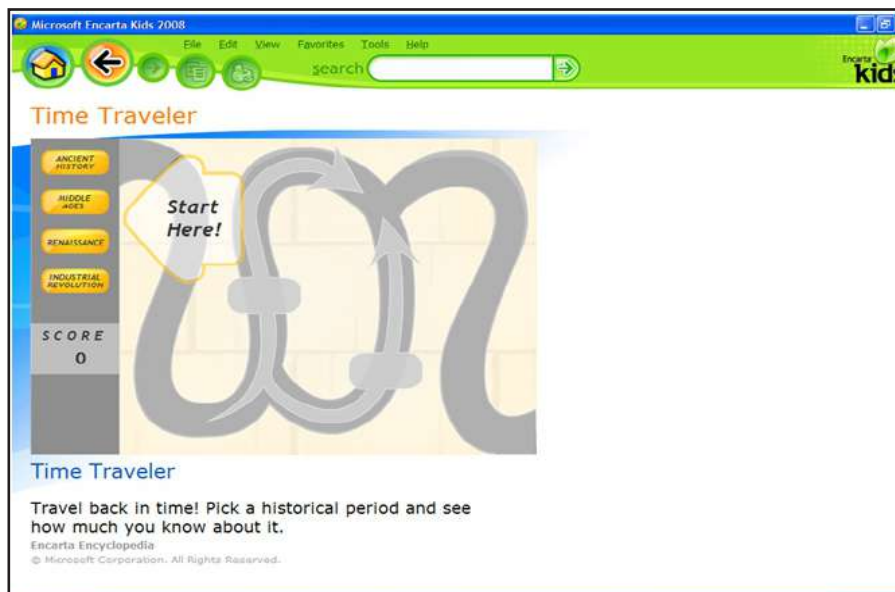 Microsoft Encarta Kids 2008
File Edit View Favorites Tools Help
search
Encarta
kids
Time Traveler
ANCIENT
HISTORY
MIDDLE
AGES
RENAISSANCE
INDUSTRIAL
REVOLUTION
Start
Here!
SCORE
0
Time Traveler
Travel back in time! Pick a historical period and see
how much you know about it.
Encarta Encyclopedia
© Microsoft Corporation. All Rights Reserved.